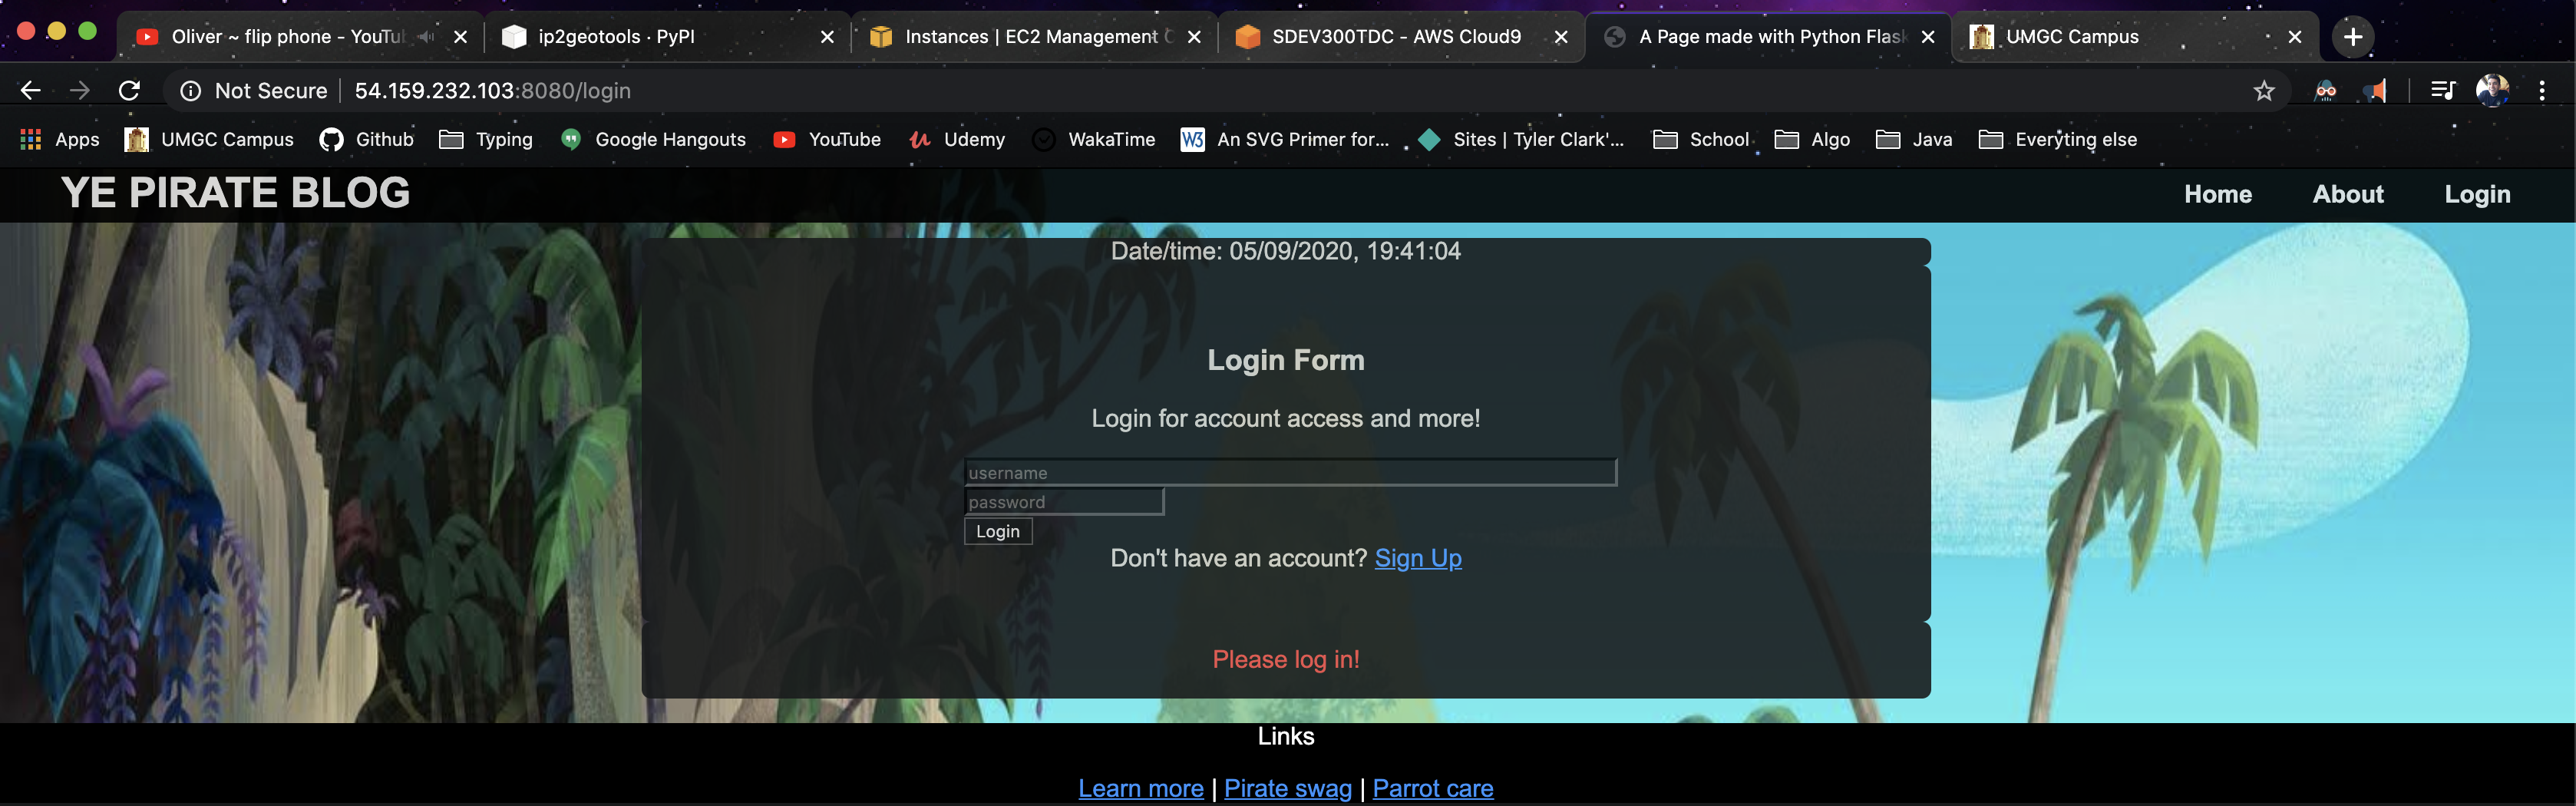 Oliver ~ flip phone - YouTu
ip2geotools · PyPI
Instances | EC2 Management C
SDEV300TDC - AWS Cloud9
A Page made with Python Flask
UMGC Campus
Not Secure | 54.159.232.103:8080/login
Apps UMGC Campus Github Typing Google Hangouts YouTube Udemy WakaTime W3 An SVG Primer for... Sites | Tyler Clark'... School Algo Java Everyting else
YE PIRATE BLOG
Home About Login
Date/time: 05/09/2020, 19:41:04
Login Form
Login for account access and more!
username
password
Login
Don't have an account? Sign Up
Please log in!
Links
Learn more | Pirate swag | Parrot care